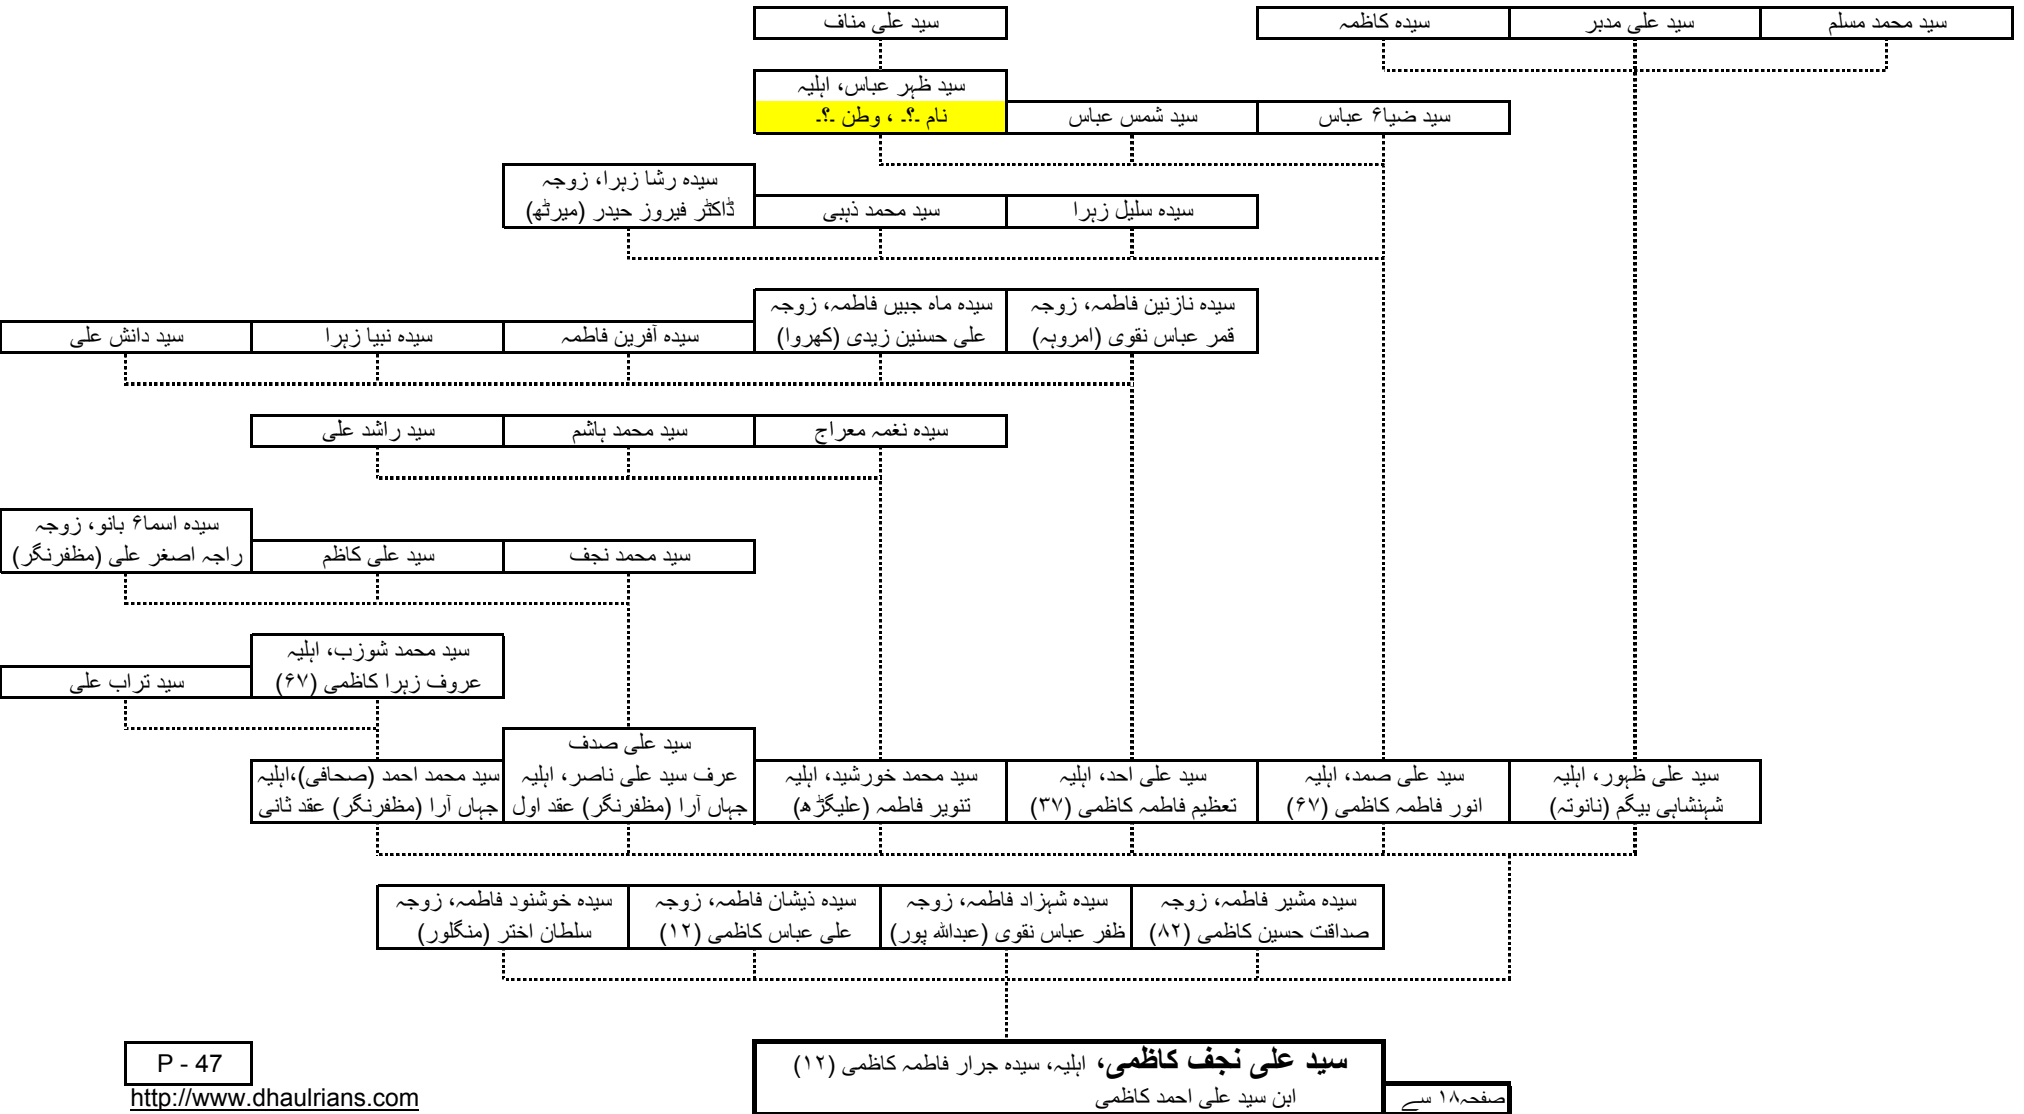 سید محمد مسلم
سید علی مدبر
سیدہ کاظمہ
سید علی مناف
سید ظہر عباس، اہلیہ
نام ـ؟ـ ، وطن ـ؟ـ
سید شمس عباس
سید ضیا۶ عباس
سیدہ رشا زہرا، زوجہ
ڈاکٹر فیروز حیدر (میرٹھ)
سید محمد ذہبی
سیدہ سلیل زہرا
سیدہ نازنین فاطمہ، زوجہ
قمر عباس نقوی (امروہہ)
سیدہ ماہ جبیں فاطمہ، زوجہ
علی حسنین زیدی (کھروا)
سیدہ آفرین فاطمہ
سیدہ نبیا زہرا
سید دانش علی
سیدہ نغمہ معراج
سید محمد ہاشم
سید راشد علی
سیدہ اسما۶ بانو، زوجہ
راجہ اصغر علی (مظفرنگر)
سید علی کاظم
سید محمد نجف
سید محمد شوزب، اہلیہ
عروف زہرا کاظمی (۶۷)
سید تراب علی
سید علی ظہور، اہلیہ
شہنشاہی بیگم (نانوتہ)
سید علی صمد، اہلیہ
انور فاطمہ کاظمی (۶۷)
سید علی احد، اہلیہ
تعظیم فاطمہ کاظمی (۳۷)
سید محمد خورشید، اہلیہ
تنویر فاطمہ (علیگڑھ)
سید علی صدف
عرف سید علی ناصر، اہلیہ
جہاں آرا (مظفرنگر) عقد اول
سید محمد احمد (صحافی)،اہلیہ
جہاں آرا (مظفرنگر) عقد ثانی
سیدہ مشیر فاطمہ، زوجہ
صداقت حسین کاظمی (۸۲)
سیدہ شہزاد فاطمہ، زوجہ
ظفر عباس نقوی (عبداللہ پور)
سیدہ ذیشان فاطمہ، زوجہ
علی عباس کاظمی (۱۲)
سیدہ خوشنود فاطمہ، زوجہ
سلطان اختر (منگلور)
سید علی نجف کاظمی، اہلیہ، سیدہ جرار فاطمہ کاظمی (۱۲)
ابن سید علی احمد کاظمی
صفحہ۱۸ سے
P - 47
http://www.dhaulrians.com